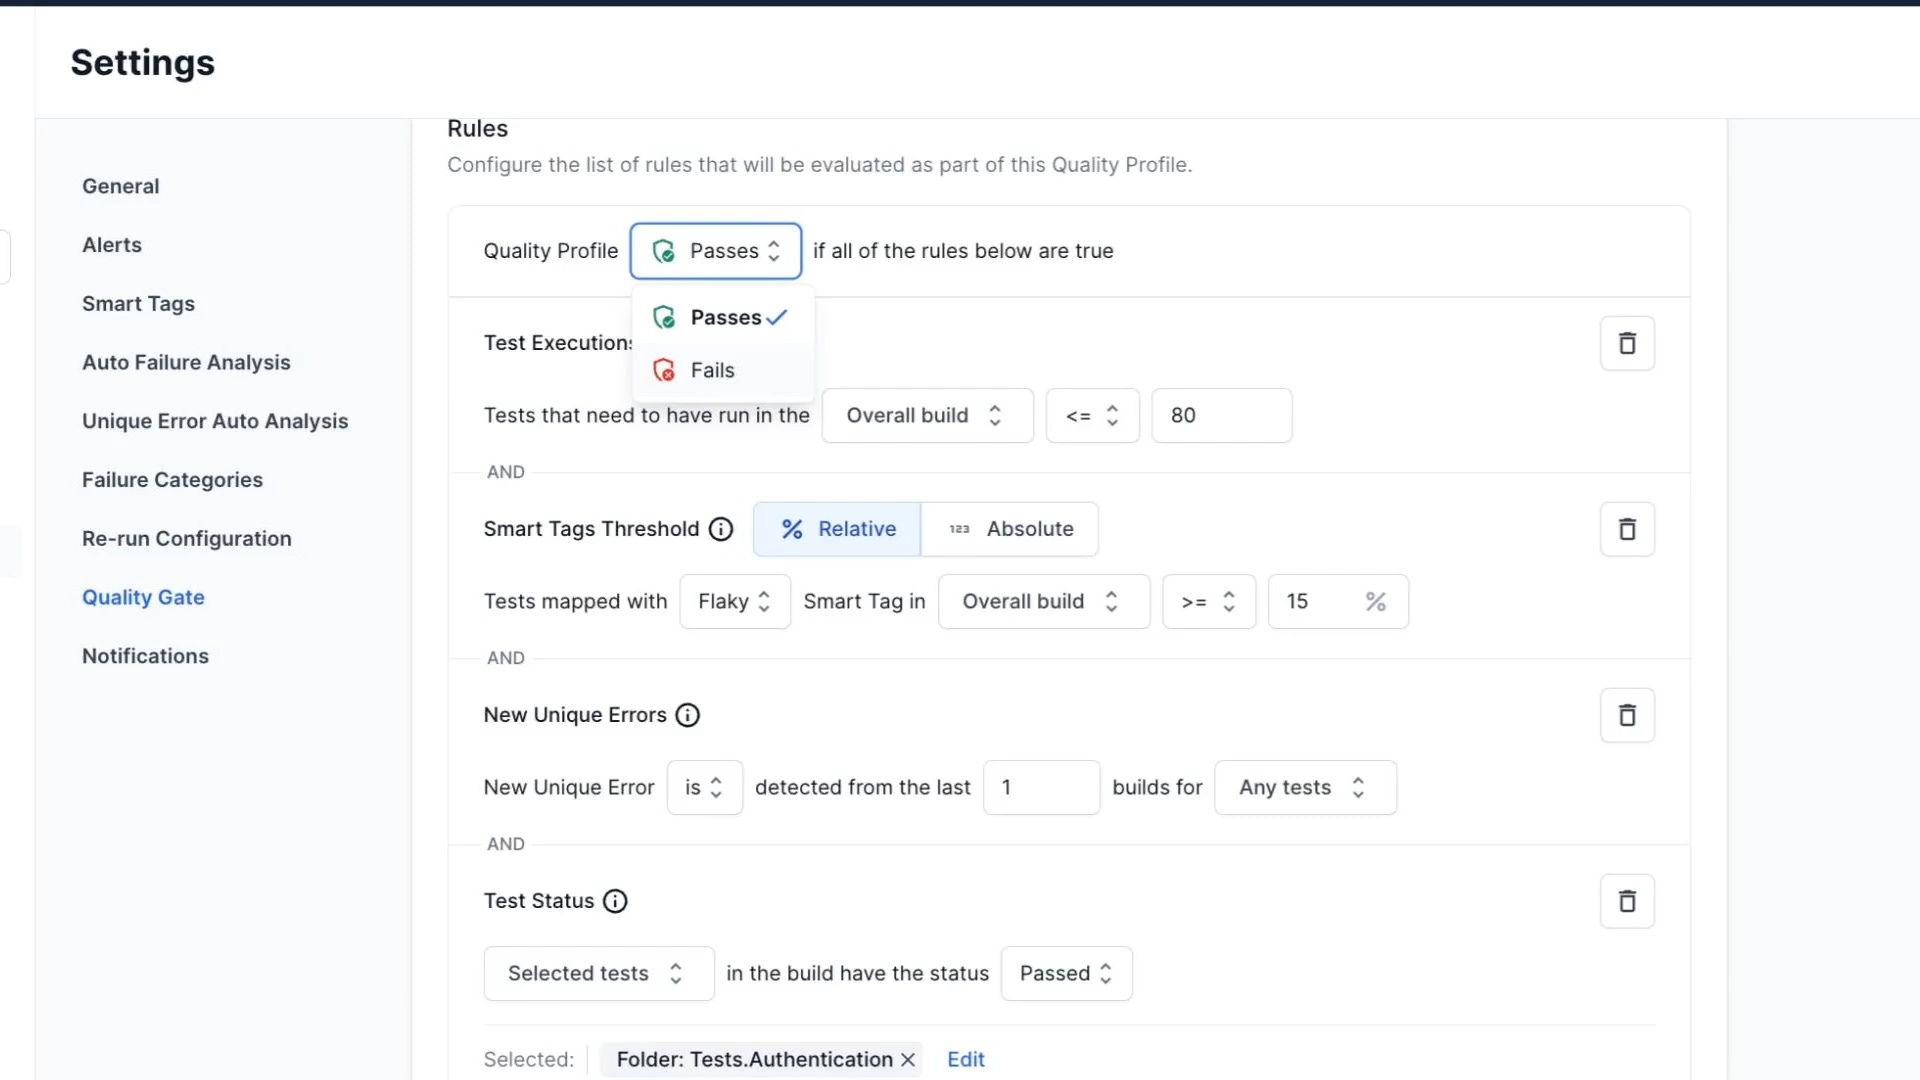 Settings
General
Alerts
Smart Tags
Auto Failure Analysis
Unique Error Auto Analysis
Failure Categories
Re-run Configuration
Quality Gate
Notifications
Rules
Configure the list of rules that will be evaluated as part of this Quality Profile.
Quality Profile Passes if all of the rules below are true
Passes
Fails
Test Executions
Tests that need to have run in the Overall build <= 80
AND
Smart Tags Threshold % Relative 123 Absolute
Tests mapped with Flaky Smart Tag in Overall build >= 15 %
AND
New Unique Errors
New Unique Error is detected from the last 1 builds for Any tests
AND
Test Status
Selected tests in the build have the status Passed
Selected: Folder: Tests.Authentication Edit